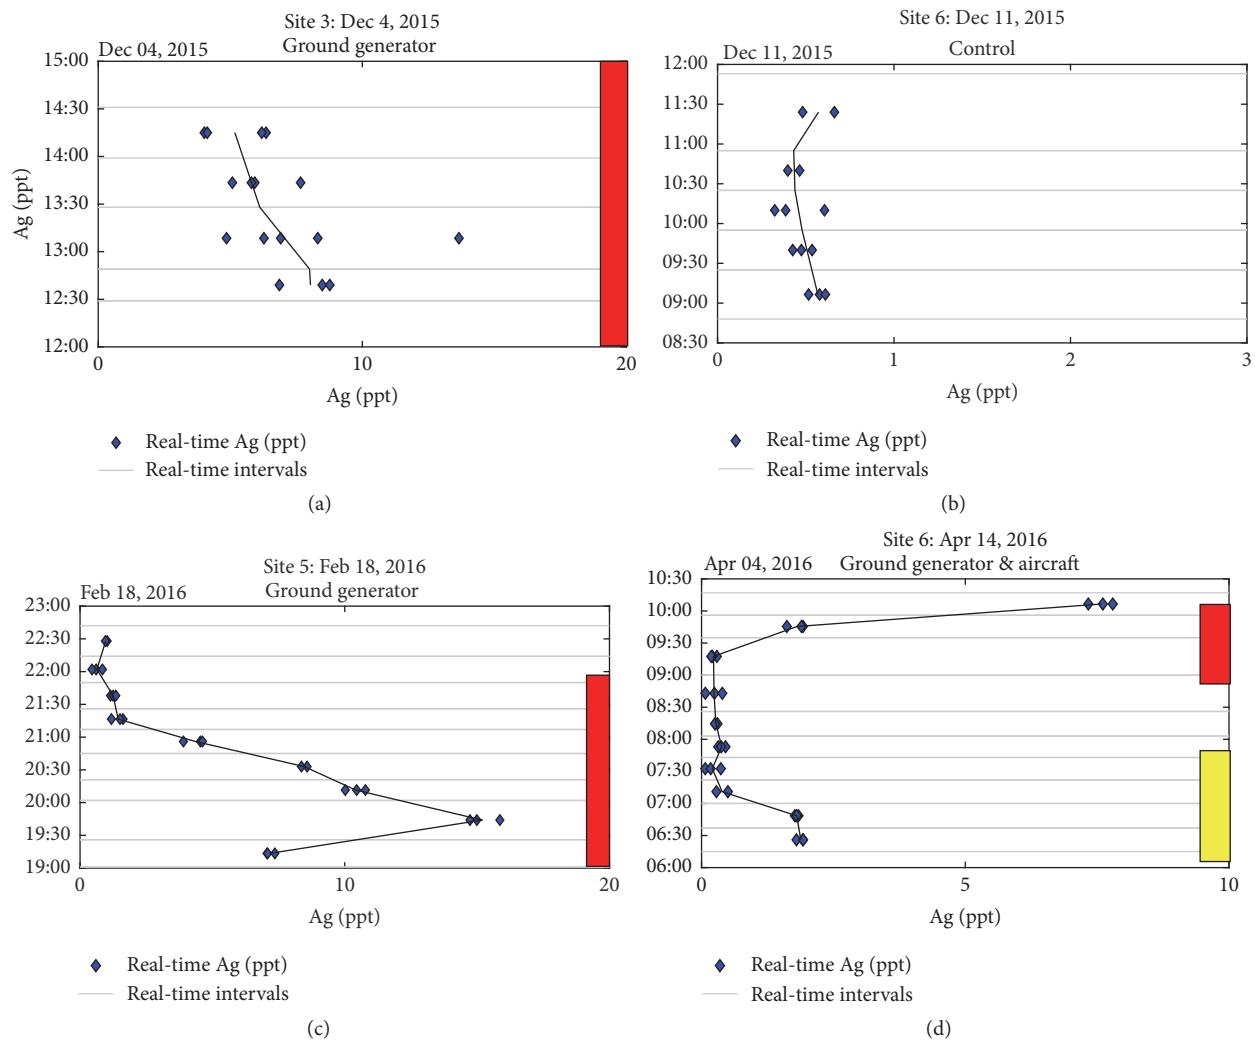 Site 3: Dec 4, 2015
Ground generator
Dec 04, 2015
15:00
14:30
14:00
13:30
13:00
12:30
12:00
Ag (ppt)
0
10
20
Ag (ppt)
Real-time Ag (ppt)
Real-time intervals
(a)
Site 6: Dec 11, 2015
Control
Dec 11, 2015
12:00
11:30
11:00
10:30
10:00
09:30
09:00
08:30
0
1
2
3
Ag (ppt)
Real-time Ag (ppt)
Real-time intervals
(b)
Site 5: Feb 18, 2016
Ground generator
Feb 18, 2016
23:00
22:30
22:00
21:30
21:00
20:30
20:00
19:30
19:00
0
10
20
Ag (ppt)
Real-time Ag (ppt)
Real-time intervals
(c)
Site 6: Apr 14, 2016
Apr 04, 2016
Ground generator & aircraft
10:30
10:00
09:30
09:00
08:30
08:00
07:30
07:00
06:30
06:00
0
5
10
Ag (ppt)
Real-time Ag (ppt)
Real-time intervals
(d)